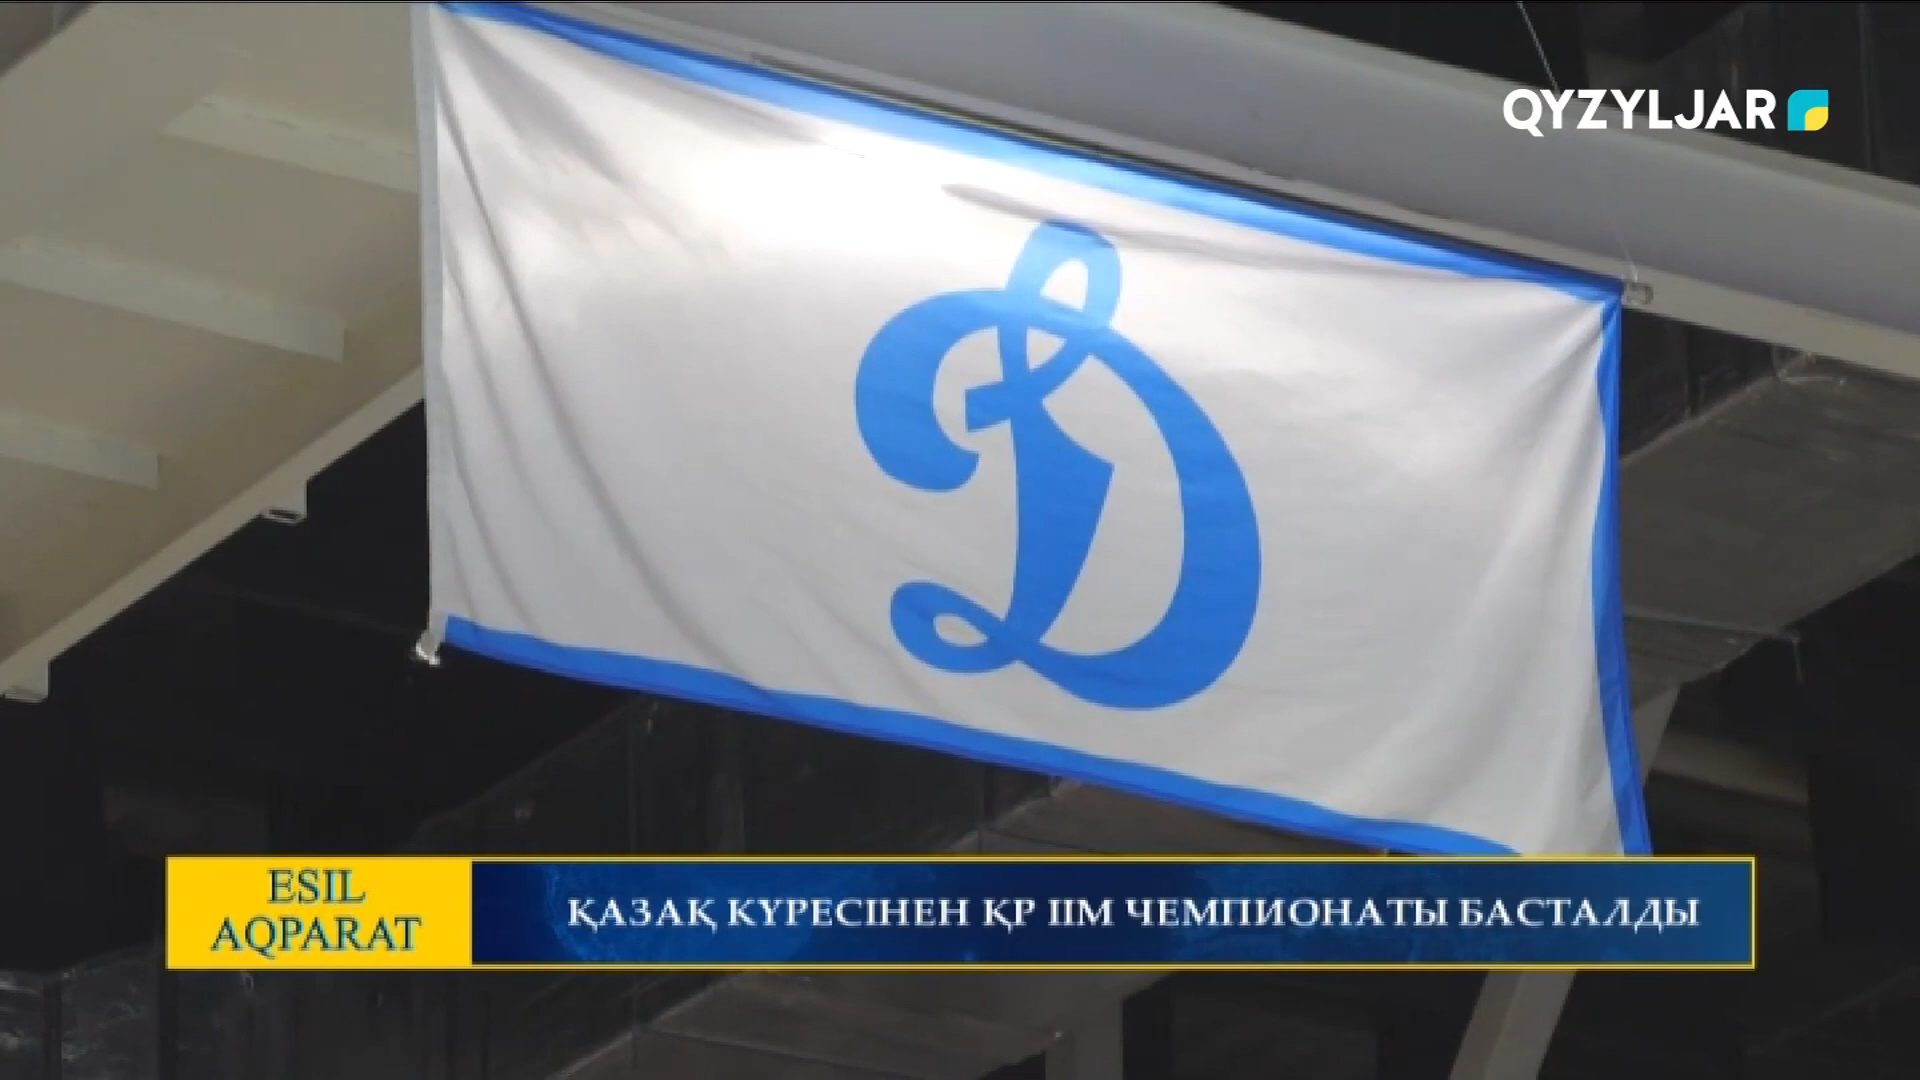 QYZYLJAR
Д
ESIL
AQPARAT
ҚАЗАҚ КҮРЕСІНЕН ҚР ІІМ ЧЕМПИОНАТЫ БАСТАЛДЫ